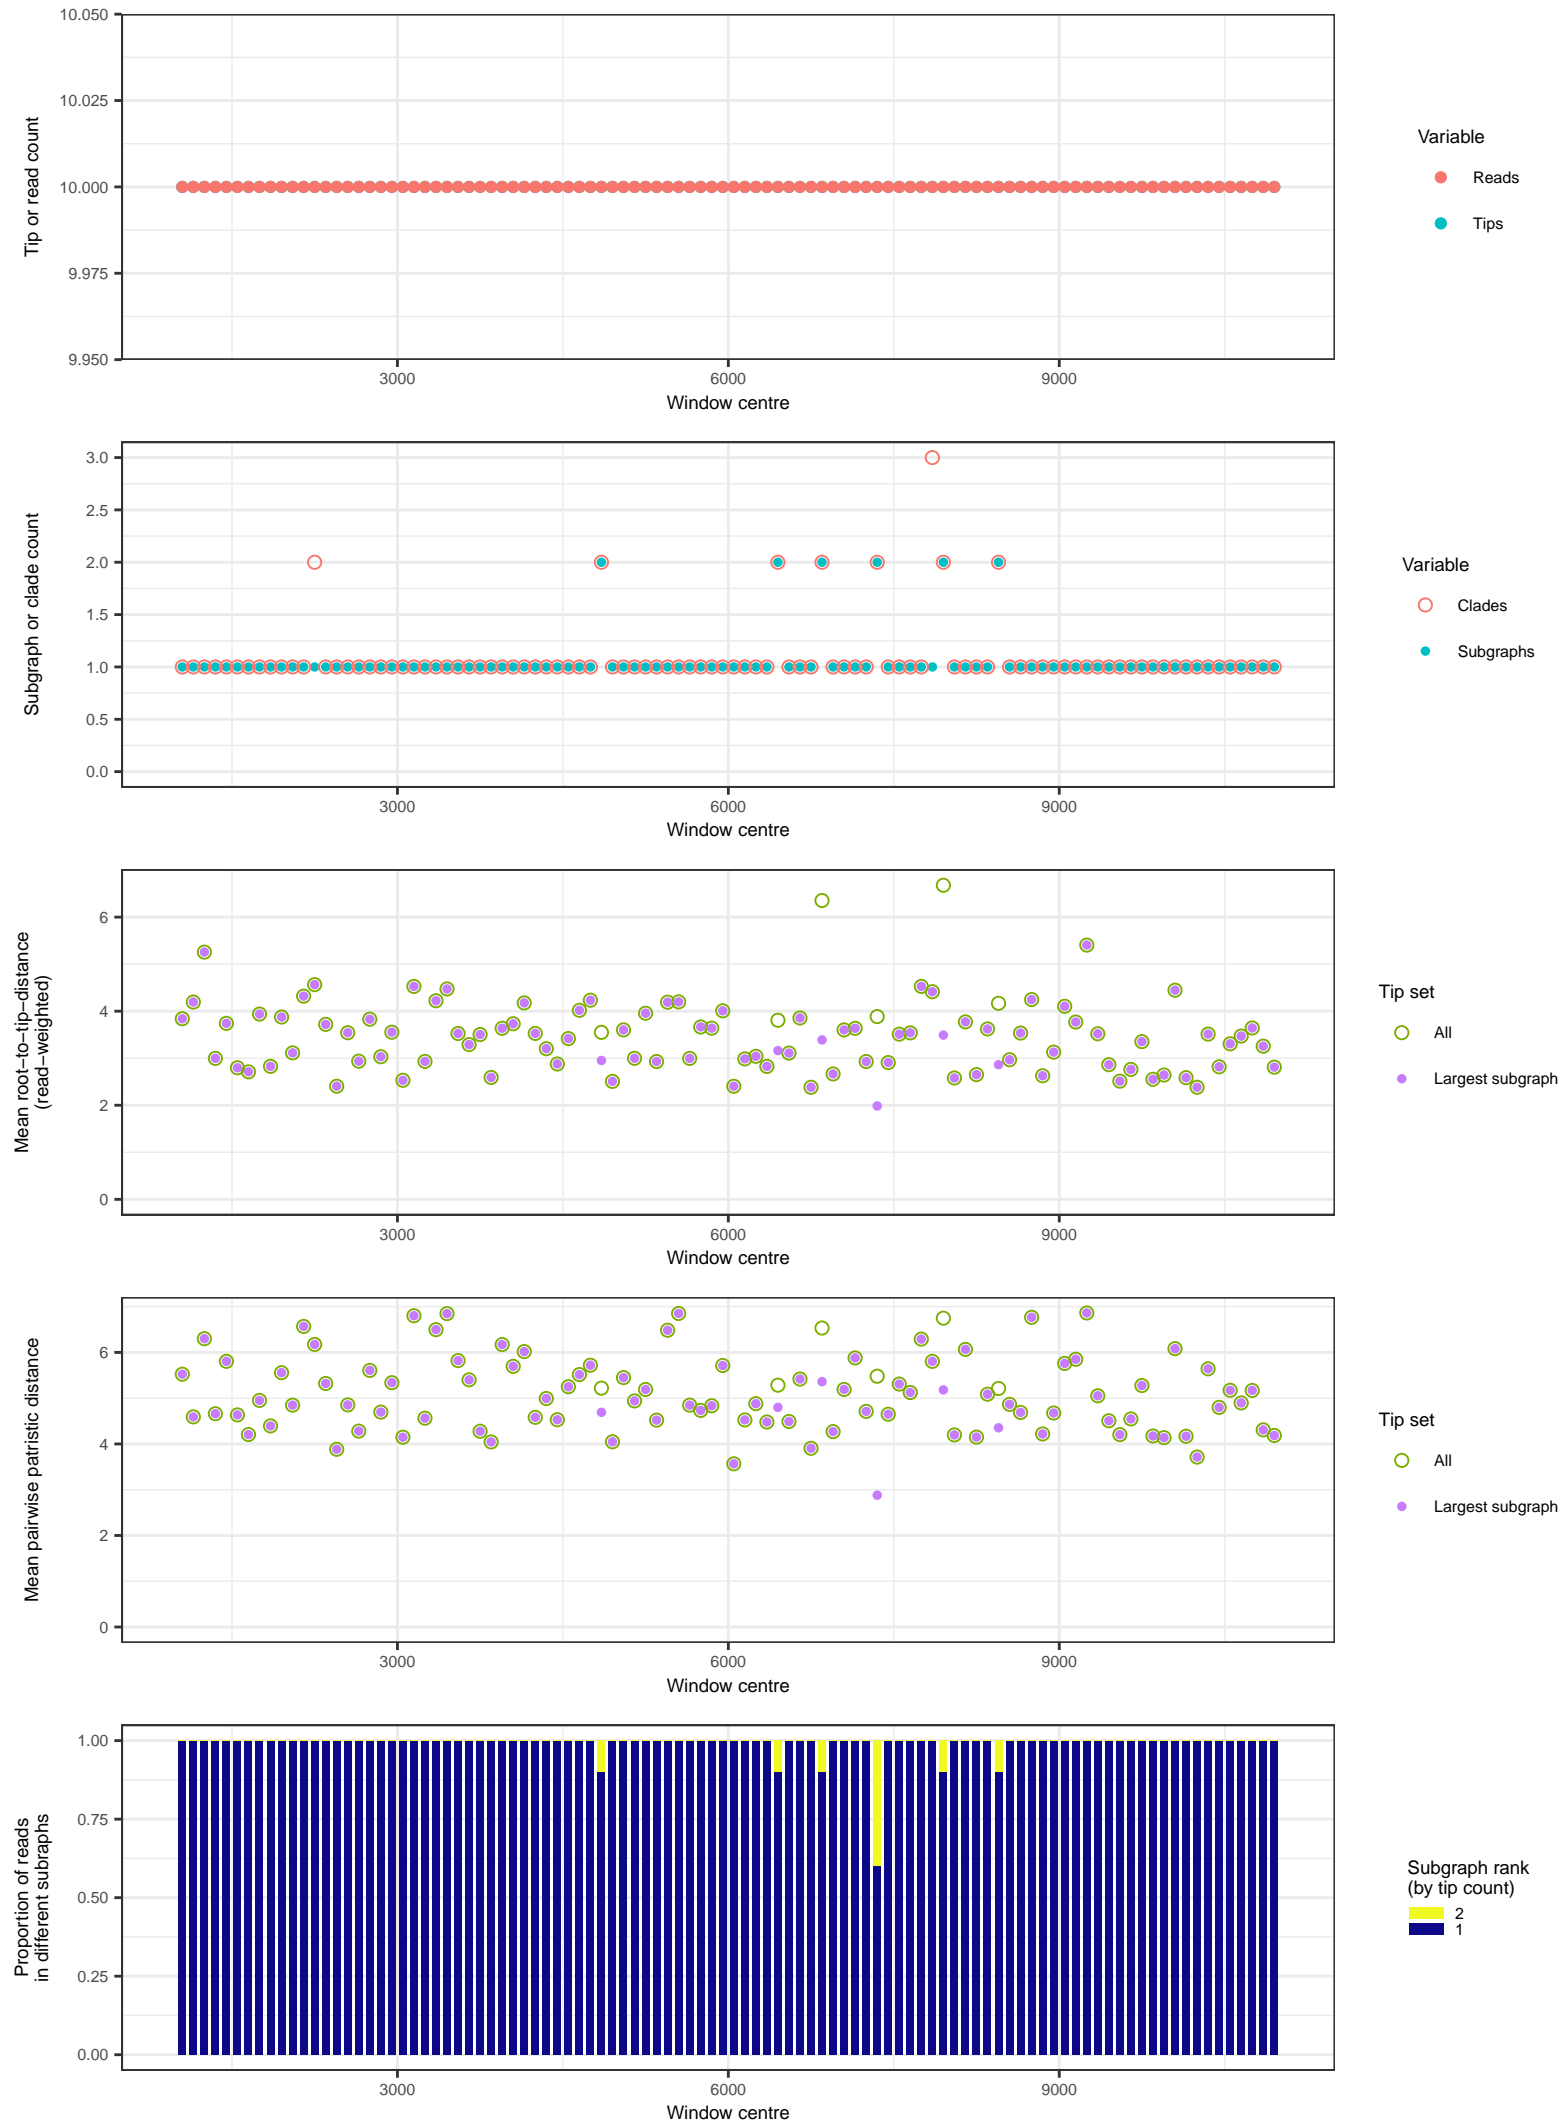 10.050
10.025
10.000
9.975
9.950
Tip or read count
3000
6000
9000
Window centre
Variable
Reads
Tips
3.0
2.5
2.0
1.5
1.0
0.5
0.0
Subgraph or clade count
3000
6000
9000
Window centre
Variable
Clades
Subgraphs
6
4
2
0
Mean root−to−tip−distance
(read−weighted)
3000
6000
9000
Window centre
Tip set
All
Largest subgraph
6
4
2
0
Mean pairwise patristic distance
3000
6000
9000
Window centre
Tip set
All
Largest subgraph
1.00
0.75
0.50
0.25
0.00
Proportion of reads
in different subraphs
3000
6000
9000
Window centre
Subgraph rank
(by tip count)
2
1